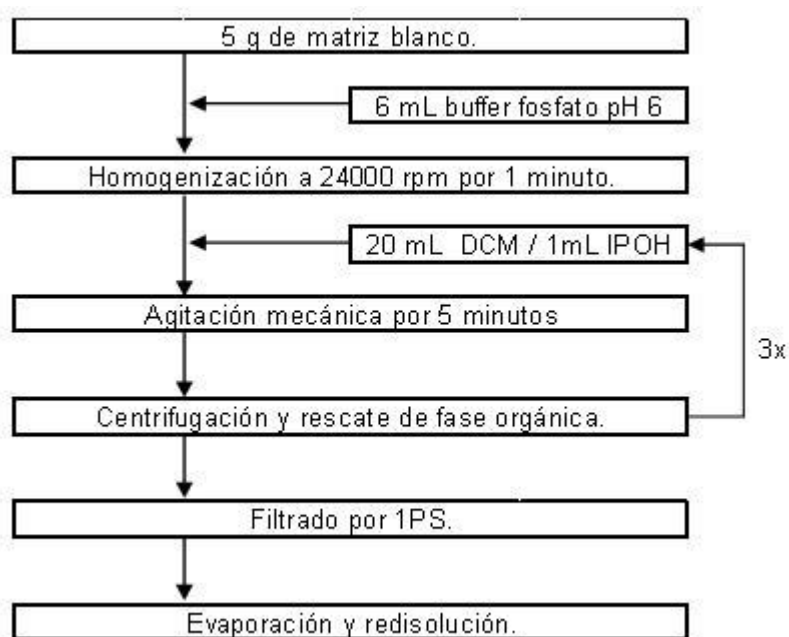 5 g de matriz blanco.
6 mL buffer fosfato pH 6
Homogenización a 24000 rpm por 1 minuto.
20 mL DCM / 1mL IPOH
Agitación mecánica por 5 minutos
3x
Centrifugación y rescate de fase orgánica.
Filtrado por 1PS.
Evaporación y redisolución.